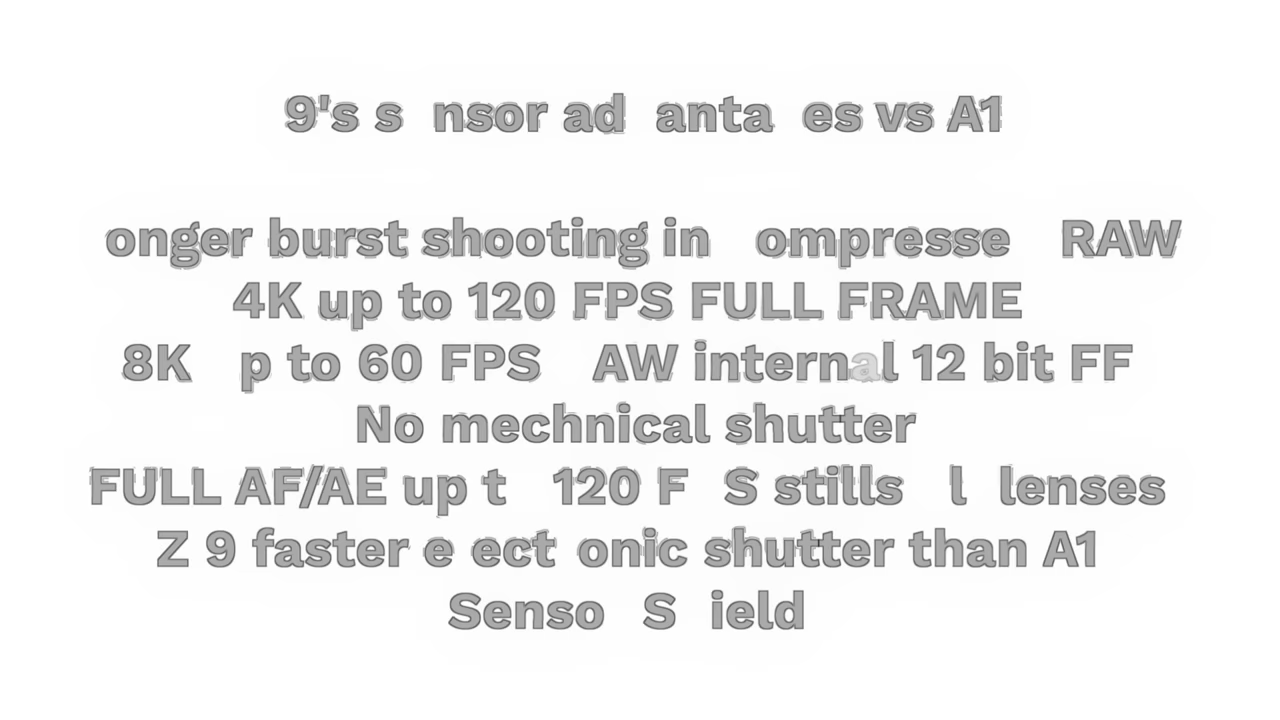 9's s nsor ad anta es vs A1
onger burst shooting in ompresse RAW
4K up to 120 FPS FULL FRAME
8K p to 60 FPS AW internal 12 bit FF
No mechnical shutter
FULL AF/AE up t 120 F S stills l lenses
Z 9 faster e ect onic shutter than A1
Senso S ield